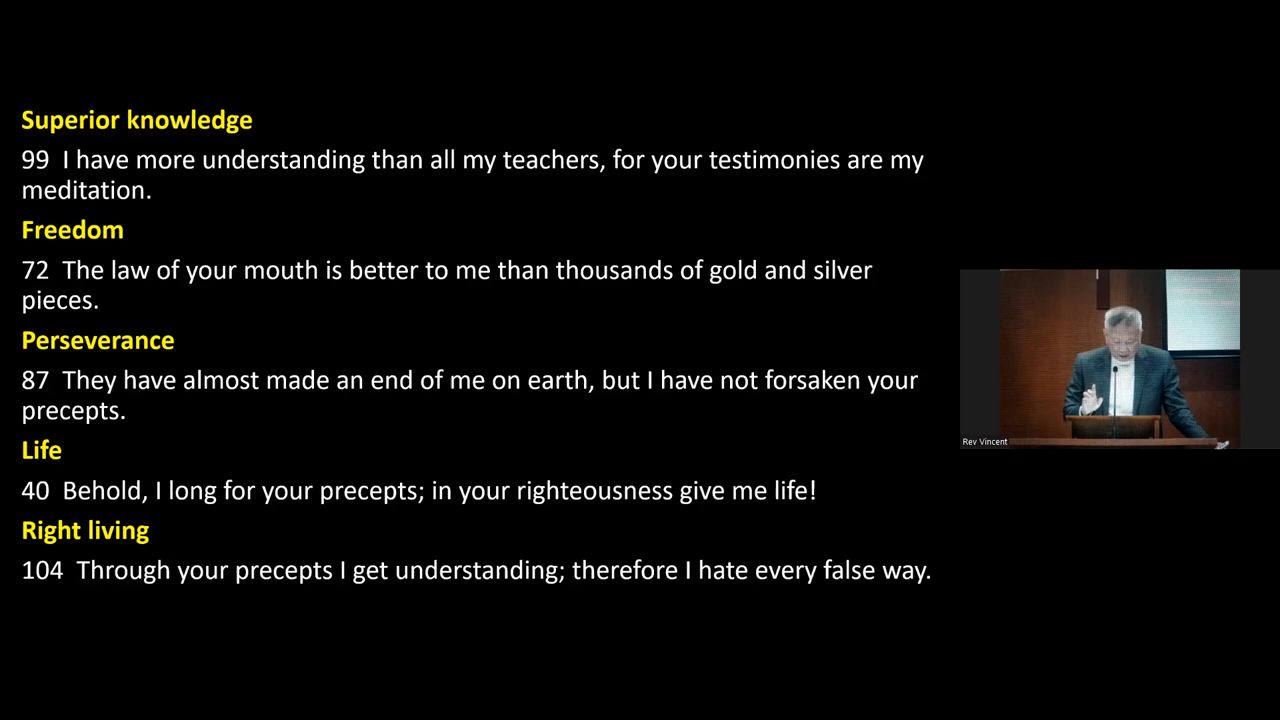 Superior knowledge
99 I have more understanding than all my teachers, for your testimonies are my
meditation.
Freedom
72 The law of your mouth is better to me than thousands of gold and silver
pieces.
Perseverance
87 They have almost made an end of me on earth, but I have not forsaken your
precepts.
Life
40 Behold, I long for your precepts; in your righteousness give me life!
Right living
104 Through your precepts I get understanding; therefore I hate every false way.
Rev Vincent